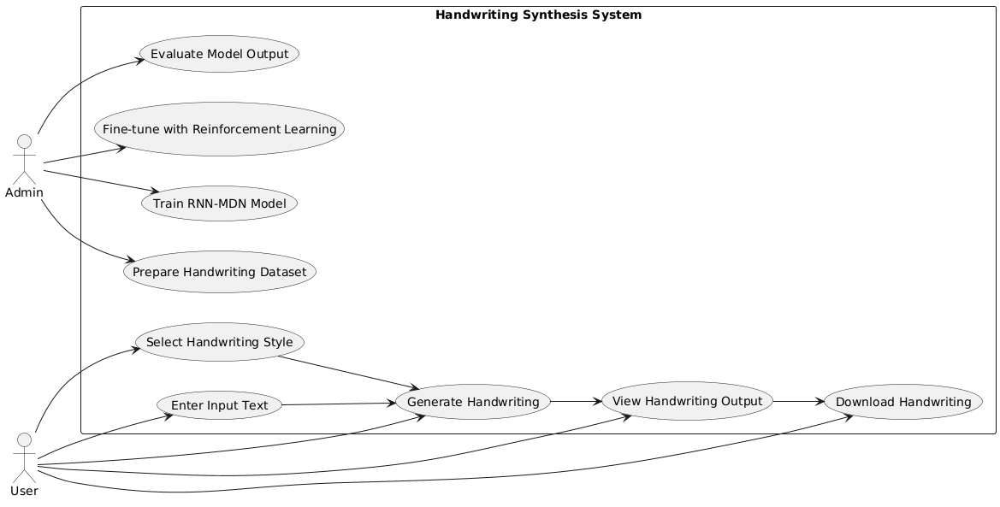 Handwriting Synthesis System
Evaluate Model Output
Fine-tune with Reinforcement Learning
Admin
Train RNN-MDN Model
Prepare Handwriting Dataset
Select Handwriting Style
Enter Input Text
Generate Handwriting
View Handwriting Output
Download Handwriting
User